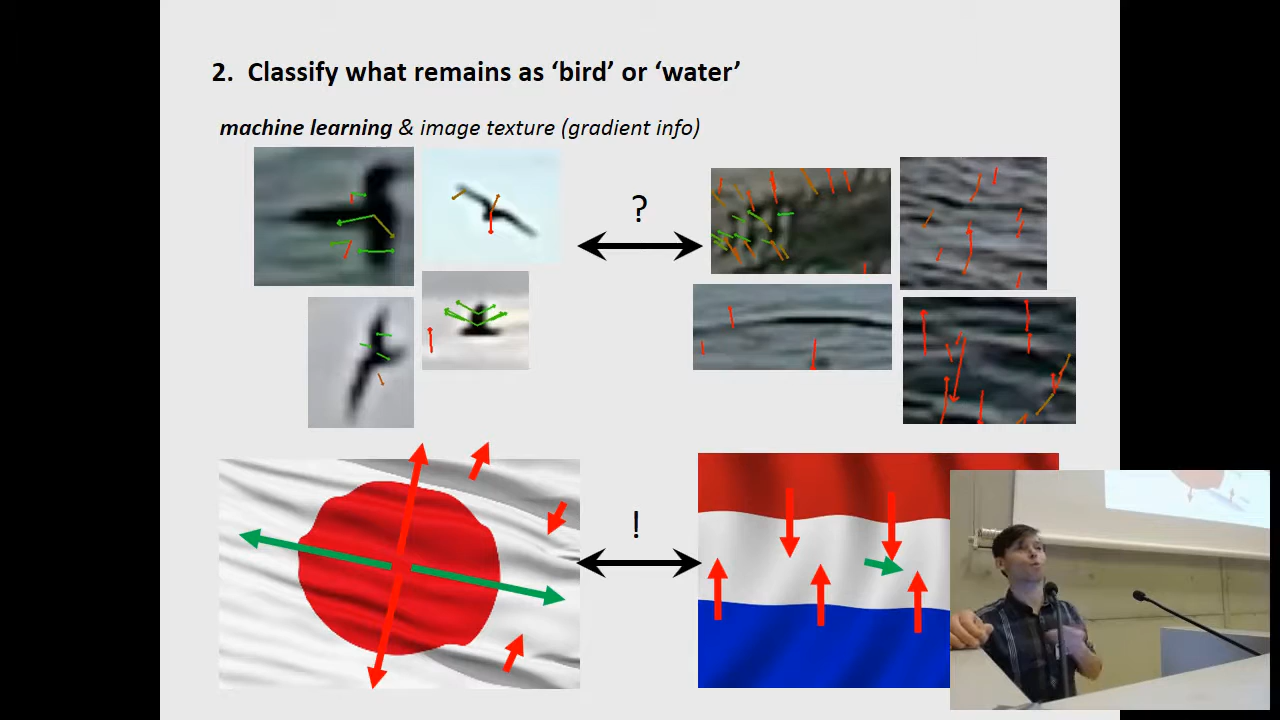 2. Classify what remains as ‘bird’ or ‘water’
machine learning & image texture (gradient info)
?
!